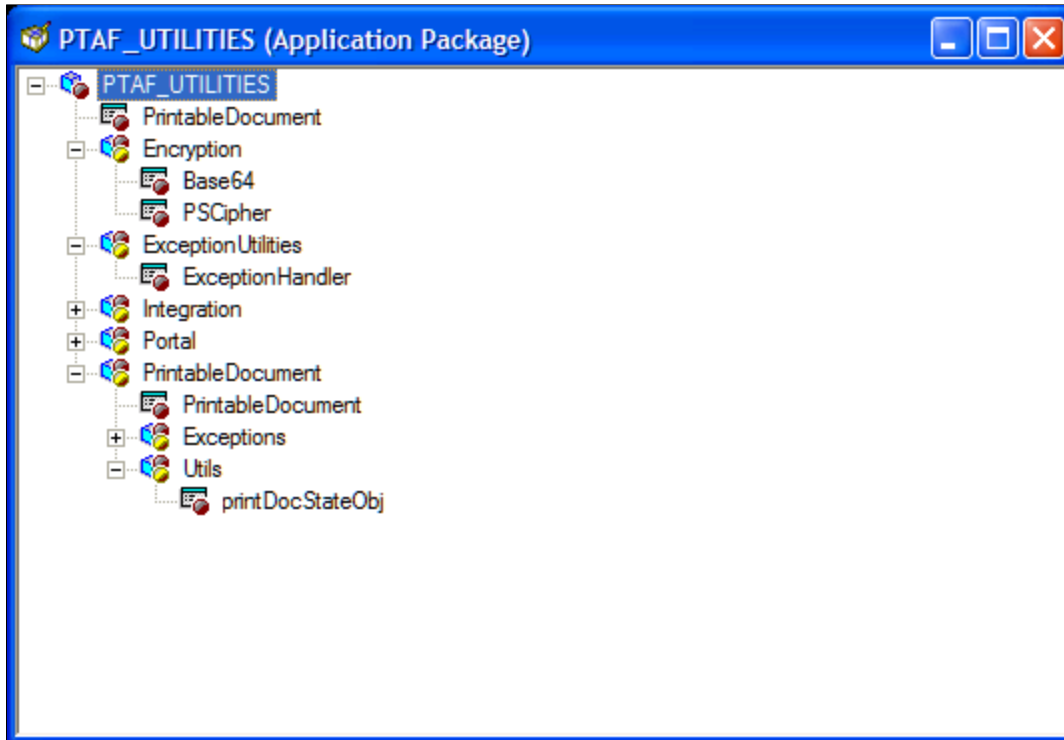 PTAF_UTILITIES (Application Package)
PTAF_UTILITIES
PrintableDocument
Encryption
Base64
PSCipher
ExceptionUtilities
ExceptionHandler
Integration
Portal
PrintableDocument
PrintableDocument
Exceptions
Utils
printDocStateObj